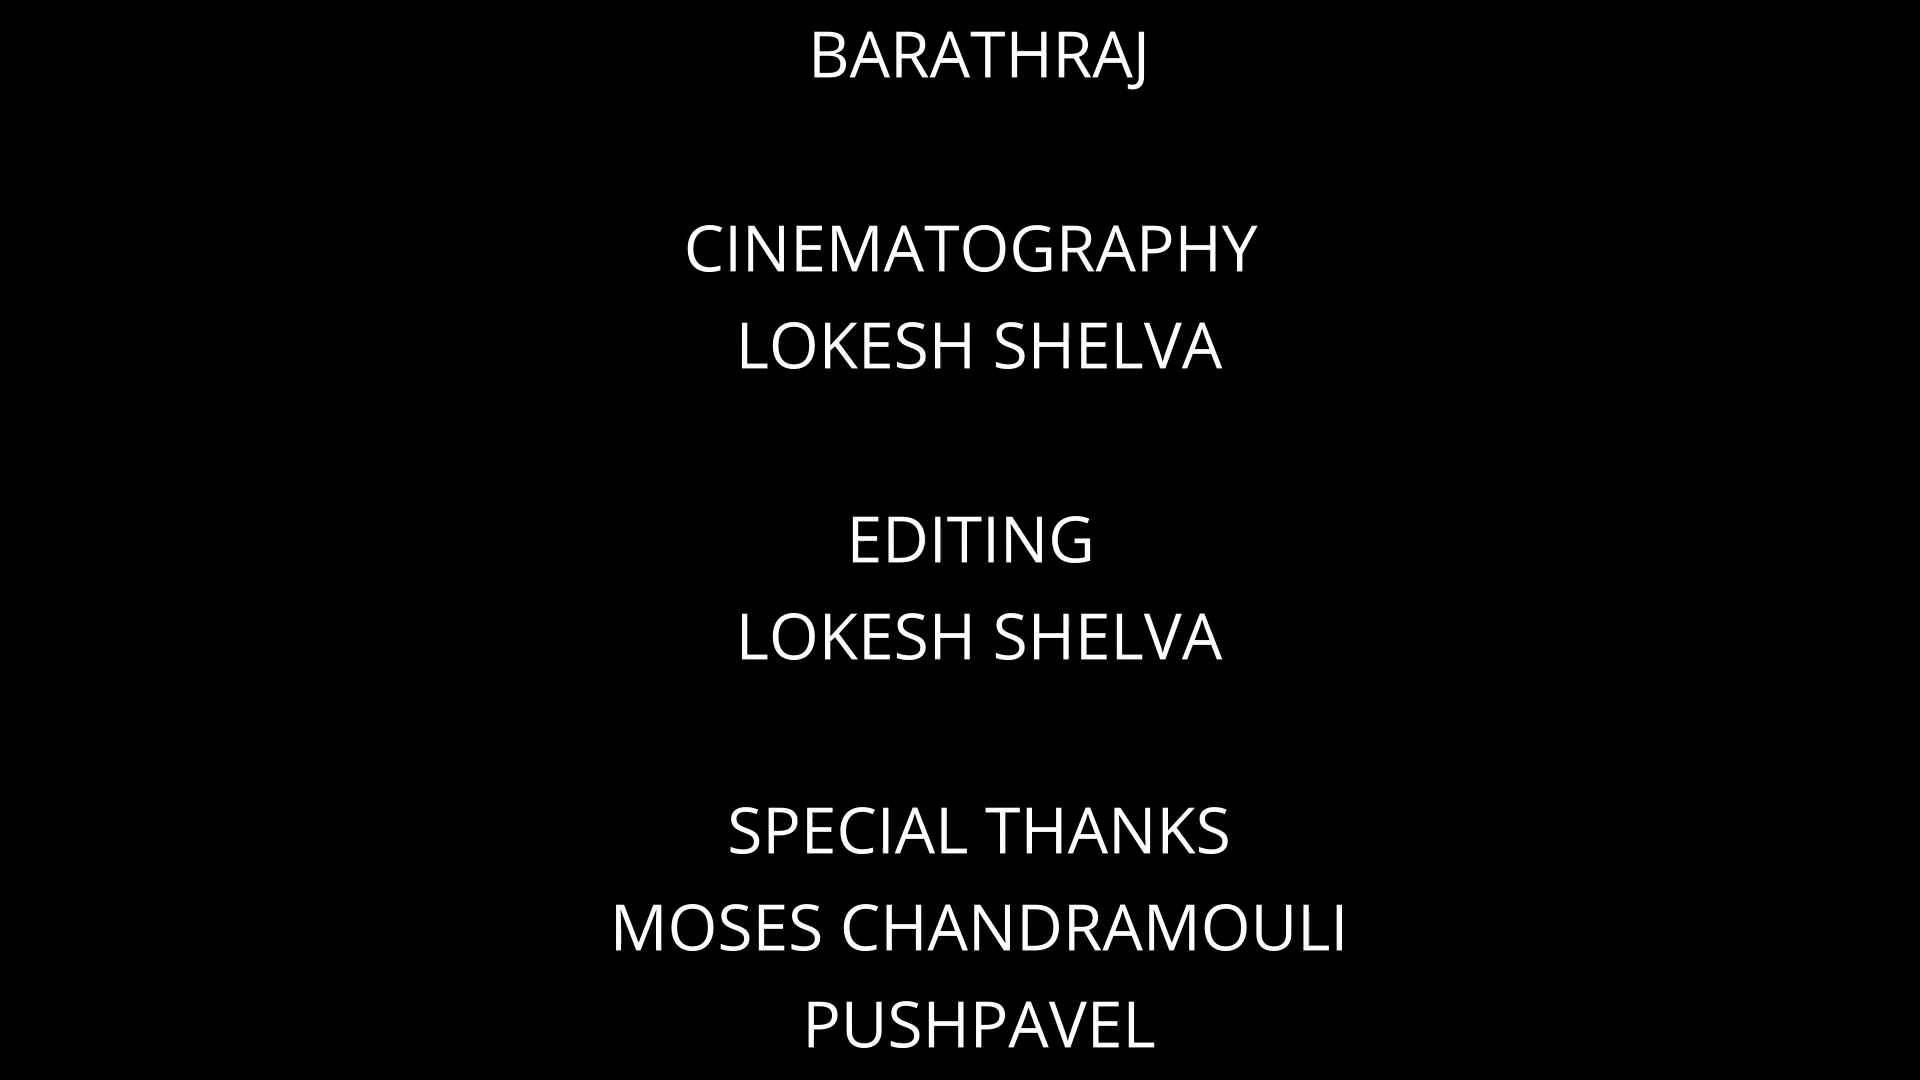 BARATHRAJ
CINEMATOGRAPHY
LOKESH SHELVA
EDITING
LOKESH SHELVA
SPECIAL THANKS
MOSES CHANDRAMOULI
PUSHPAVEL